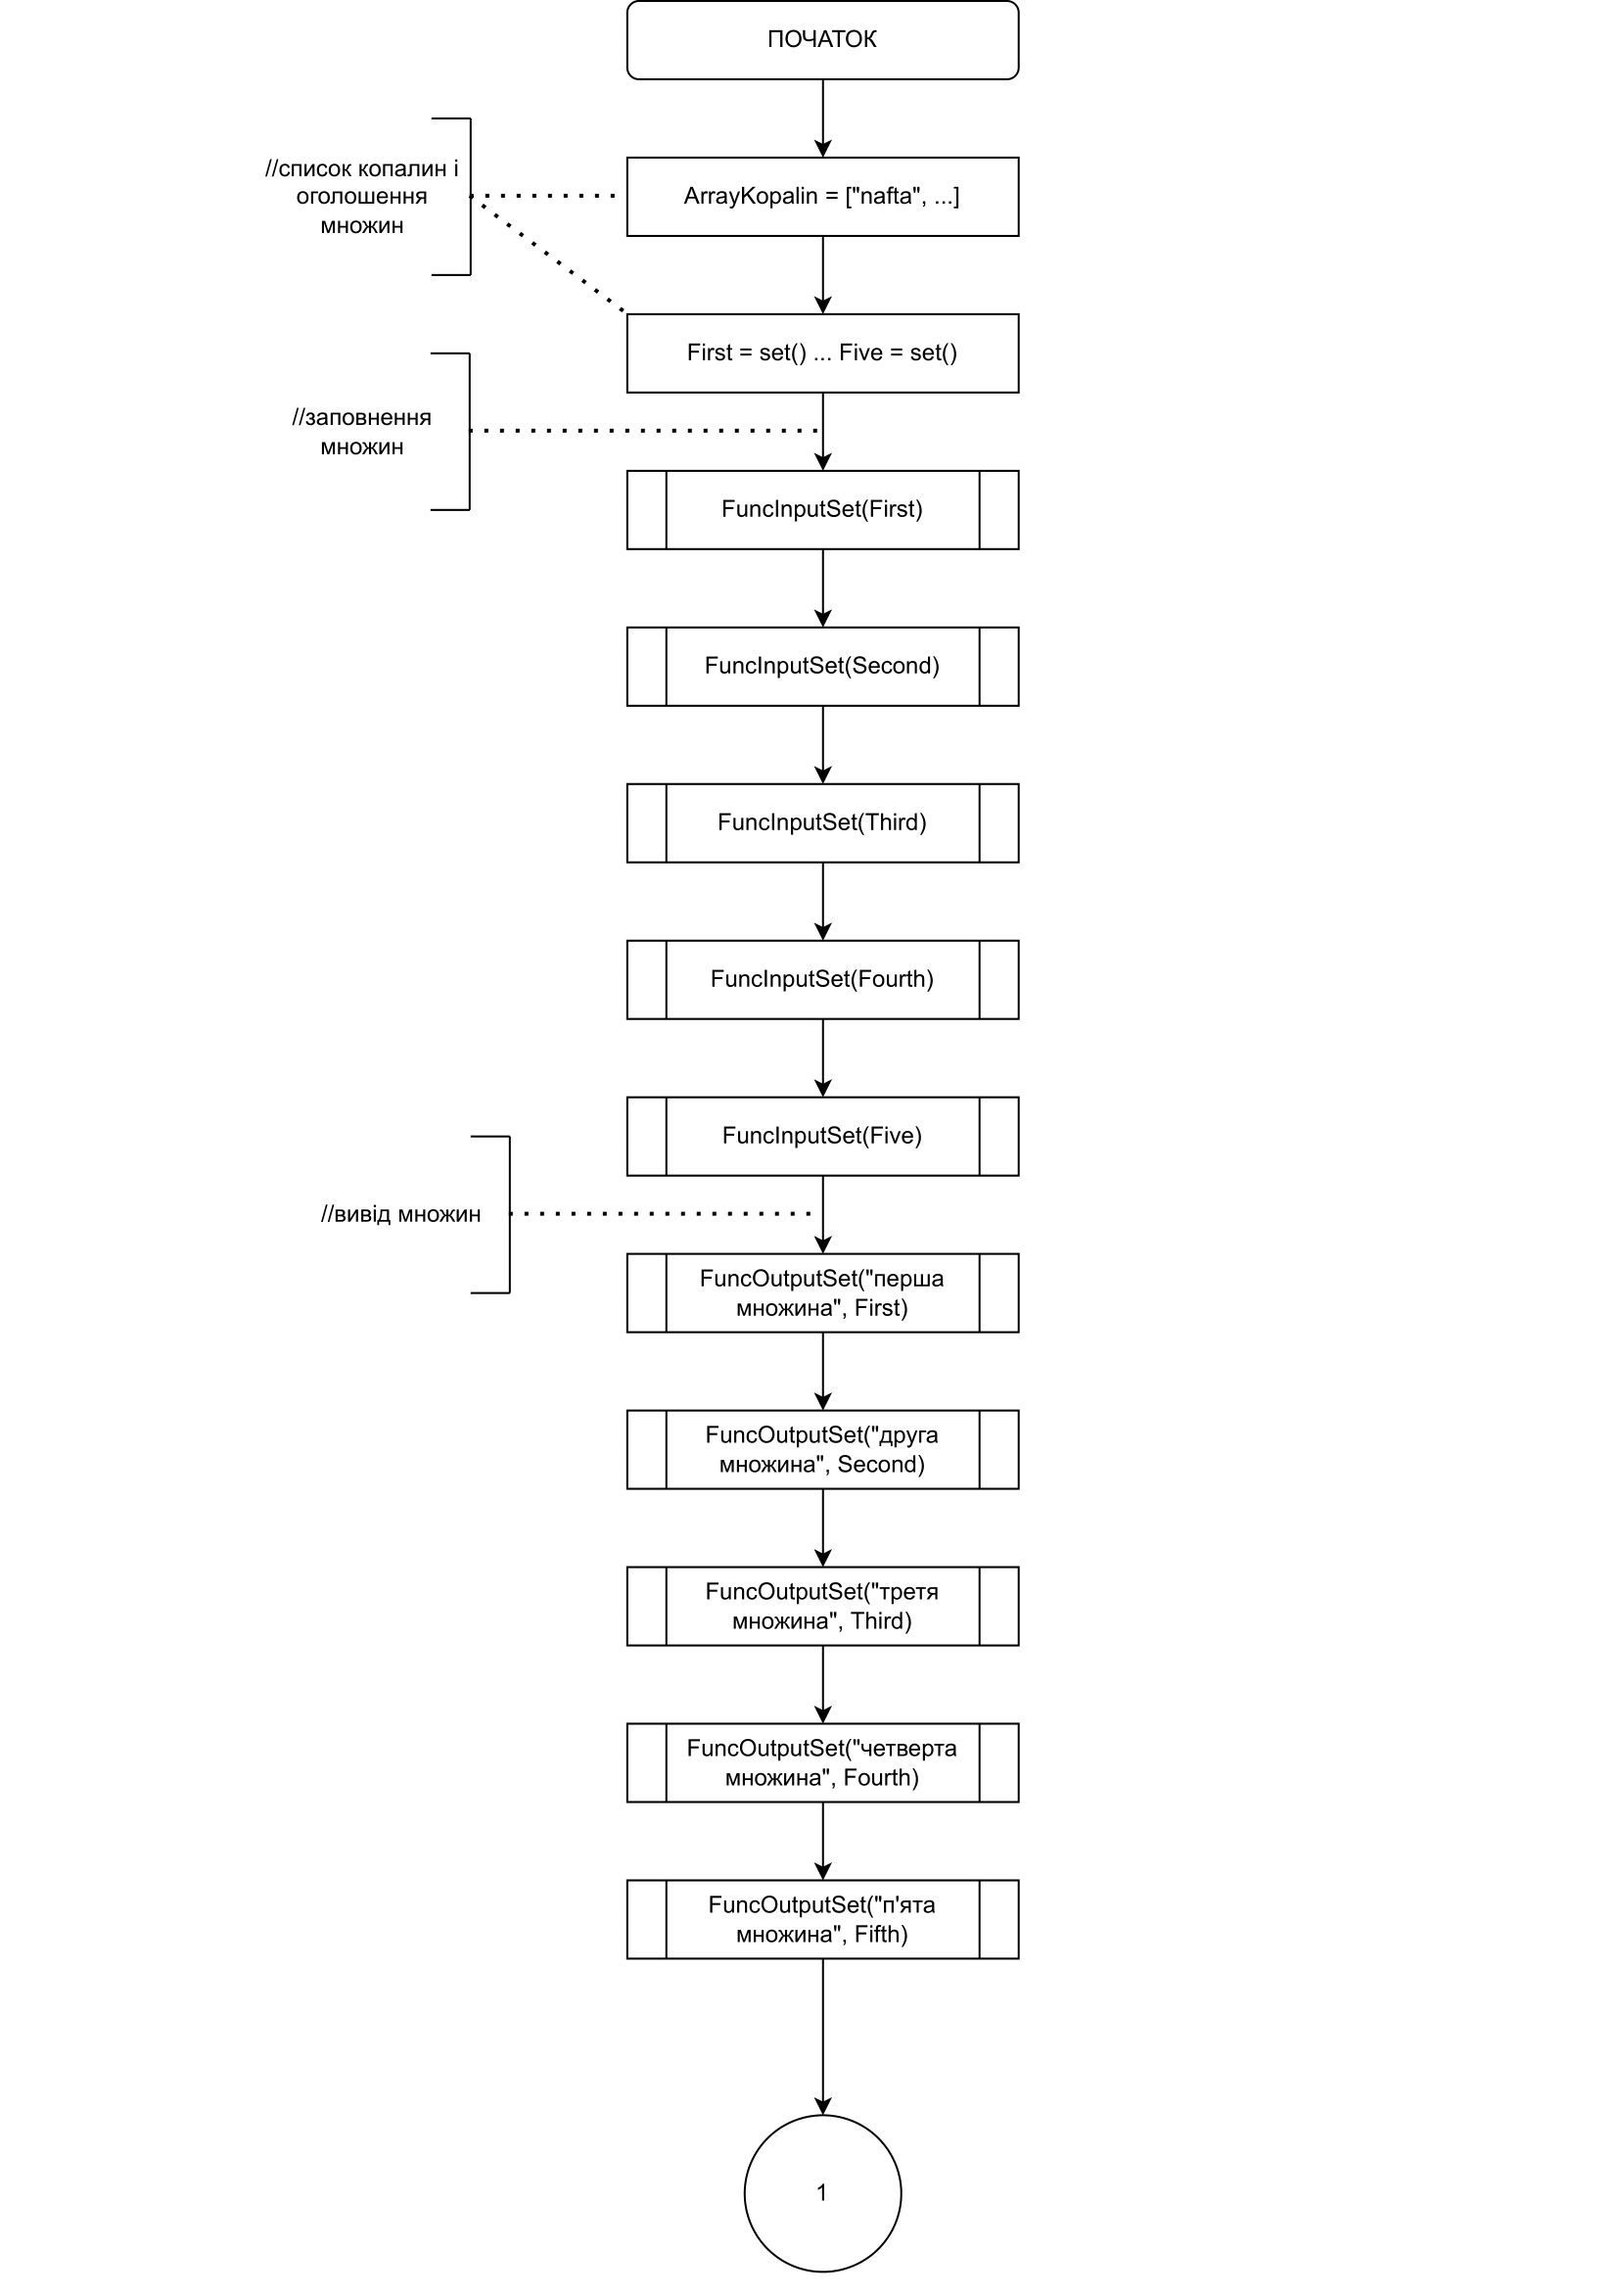 ПОЧАТОК
//список копалин і
оголошення
множин
ArrayKopalin = ["nafta", ...]
First = set() ... Five = set()
//заповнення
множин
FuncInputSet(First)
FuncInputSet(Second)
FuncInputSet(Third)
FuncInputSet(Fourth)
FuncInputSet(Five)
//вивід множин
FuncOutputSet("перша
множина", First)
FuncOutputSet("друга
множина", Second)
FuncOutputSet("третя
множина", Third)
FuncOutputSet("четверта
множина", Fourth)
FuncOutputSet("п'ята
множина", Fifth)
1